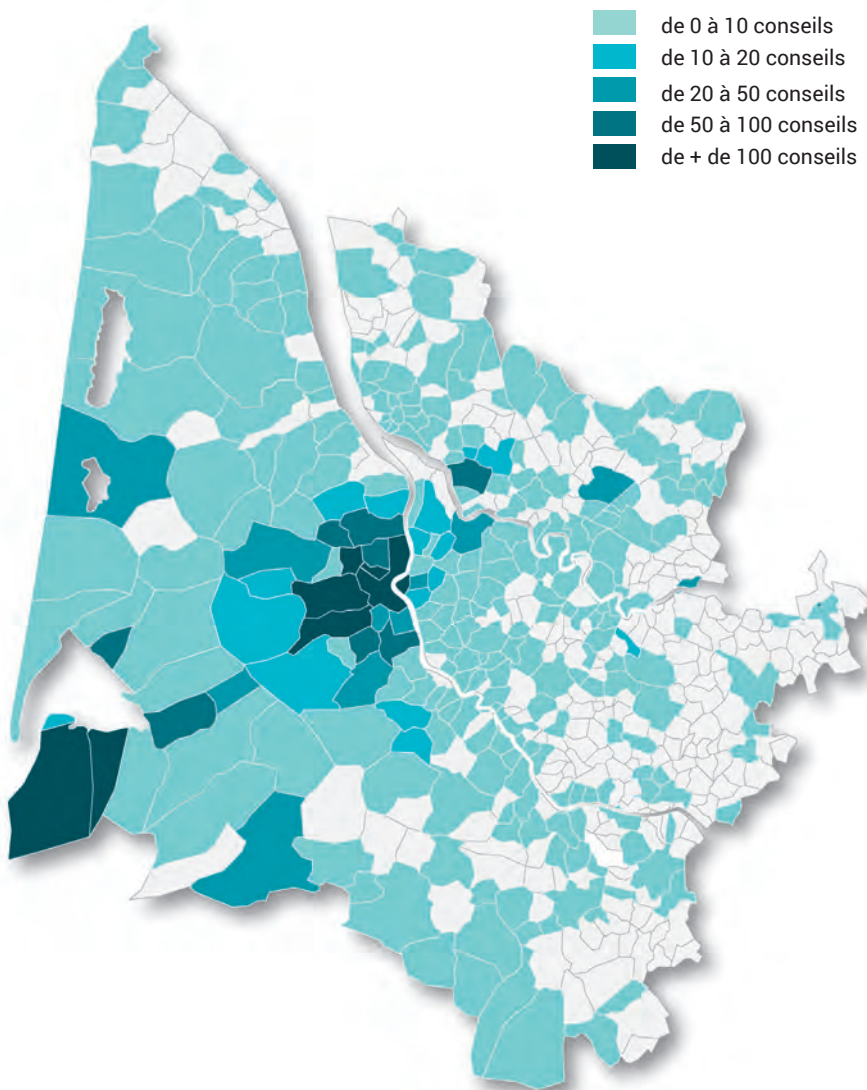 de 0 à 10 conseils
de 10 à 20 conseils
de 20 à 50 conseils
de 50 à 100 conseils
de + de 100 conseils